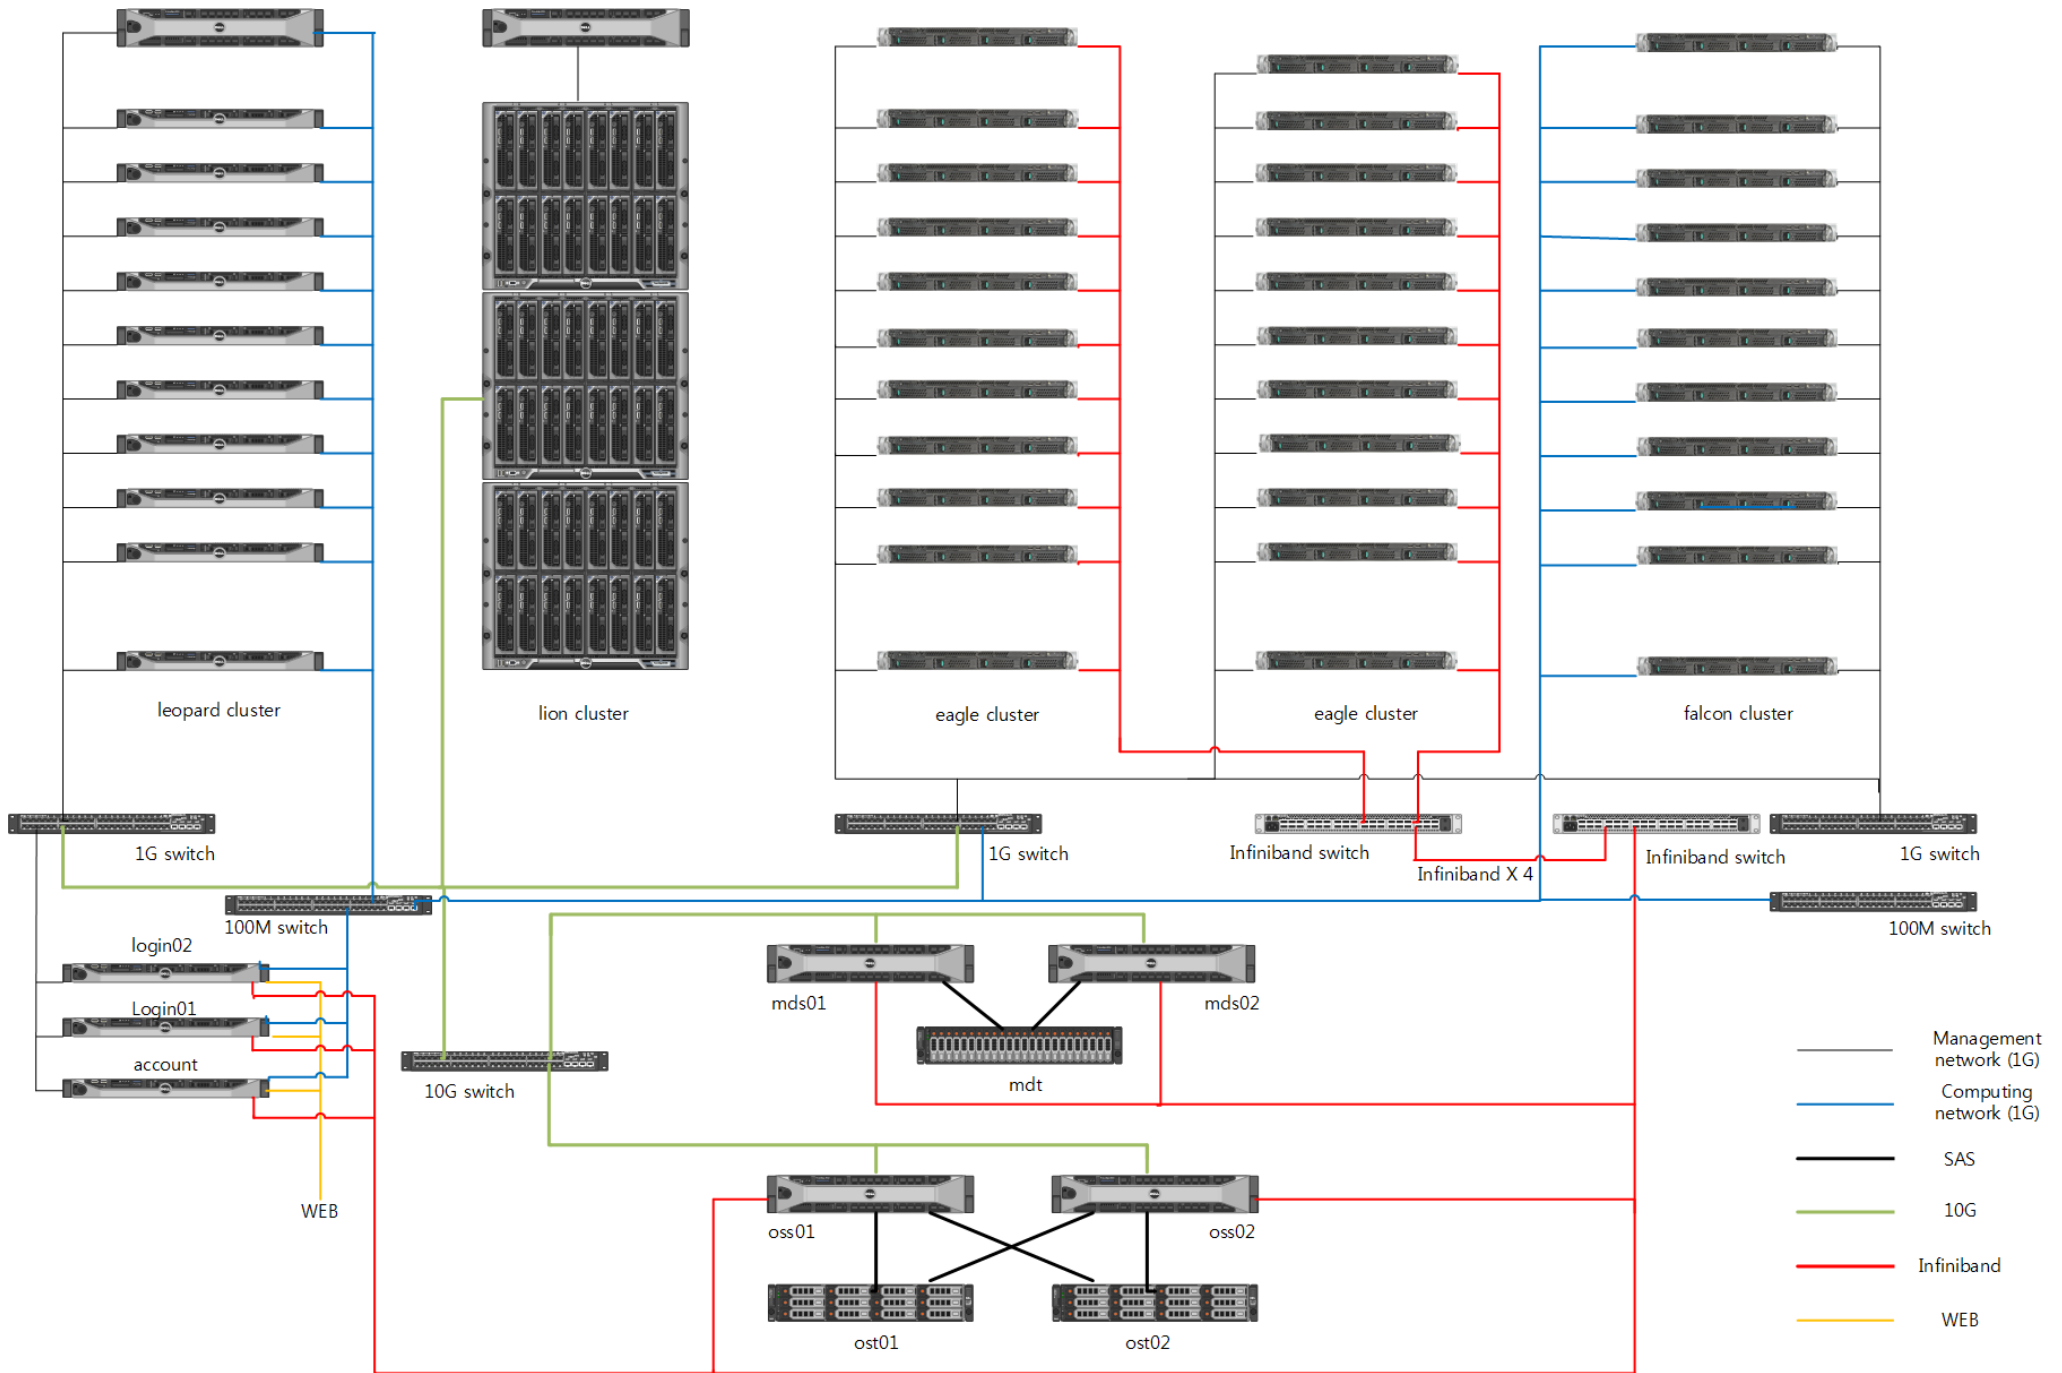 leopard cluster
lion cluster
eagle cluster
eagle cluster
falcon cluster
1G switch
1G switch
Infiniband switch
Infiniband X 4
Infiniband switch
1G switch
100M switch
100M switch
login02
Login01
account
WEB
10G switch
mds01
mds02
mdt
oss01
oss02
ost01
ost02
Management
network (1G)
Computing
network (1G)
SAS
10G
Infiniband
WEB